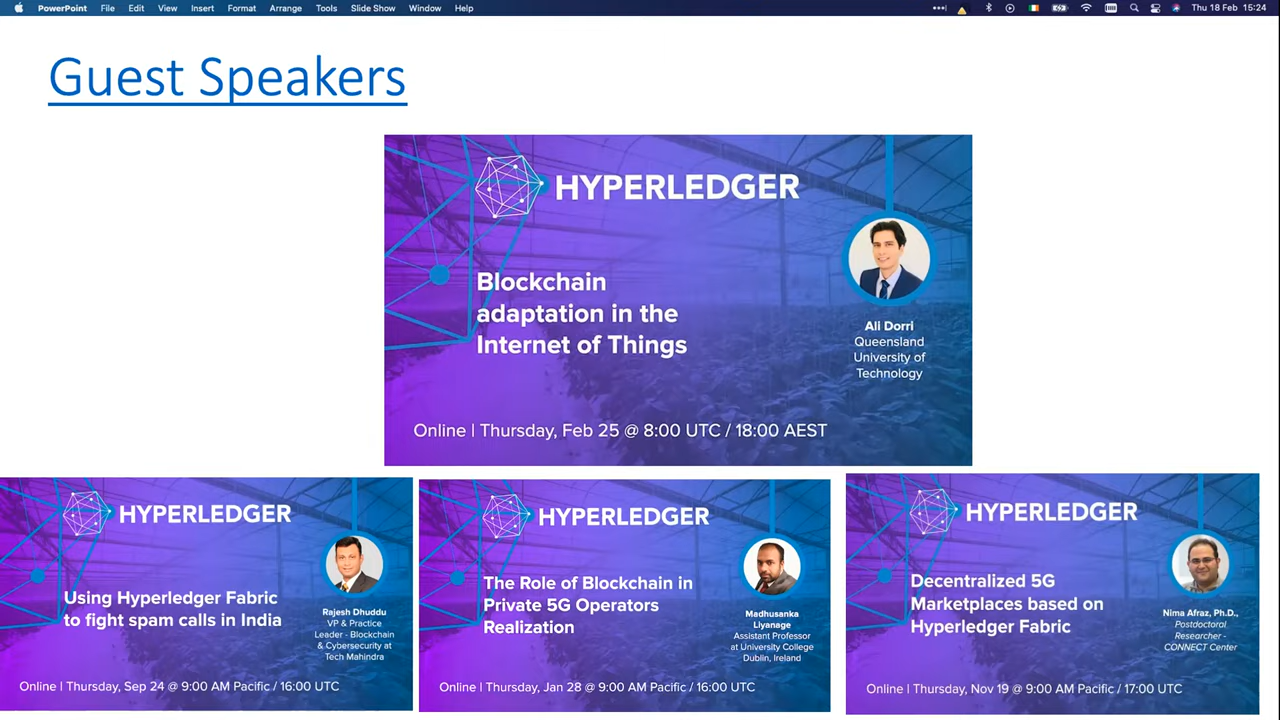 PowerPoint File Edit View Insert Format Arrange Tools Slide Show Window Help Thu 18 Feb 15:24
Guest Speakers
HYPERLEDGER
Blockchain
adaptation in the
Internet of Things
Ali Dorri
Queensland
University of
Technology
Online | Thursday, Feb 25 @ 8:00 UTC / 18:00 AEST
HYPERLEDGER
Using Hyperledger Fabric
to fight spam calls in India
Rajesh Dhuddu
VP & Practice
Leader - Blockchain
& Cybersecurity at
Tech Mahindra
Online | Thursday, Sep 24 @ 9:00 AM Pacific / 16:00 UTC
HYPERLEDGER
The Role of Blockchain in
Private 5G Operators
Realization
Madhusanka
Liyanage
Assistant Professor
at University College
Dublin, Ireland
Online | Thursday, Jan 28 @ 9:00 AM Pacific / 16:00 UTC
HYPERLEDGER
Decentralized 5G
Marketplaces based on
Hyperledger Fabric
Nima Afraz, Ph.D.,
Postdoctoral
Researcher -
CONNECT Center
Online | Thursday, Nov 19 @ 9:00 AM Pacific / 17:00 UTC